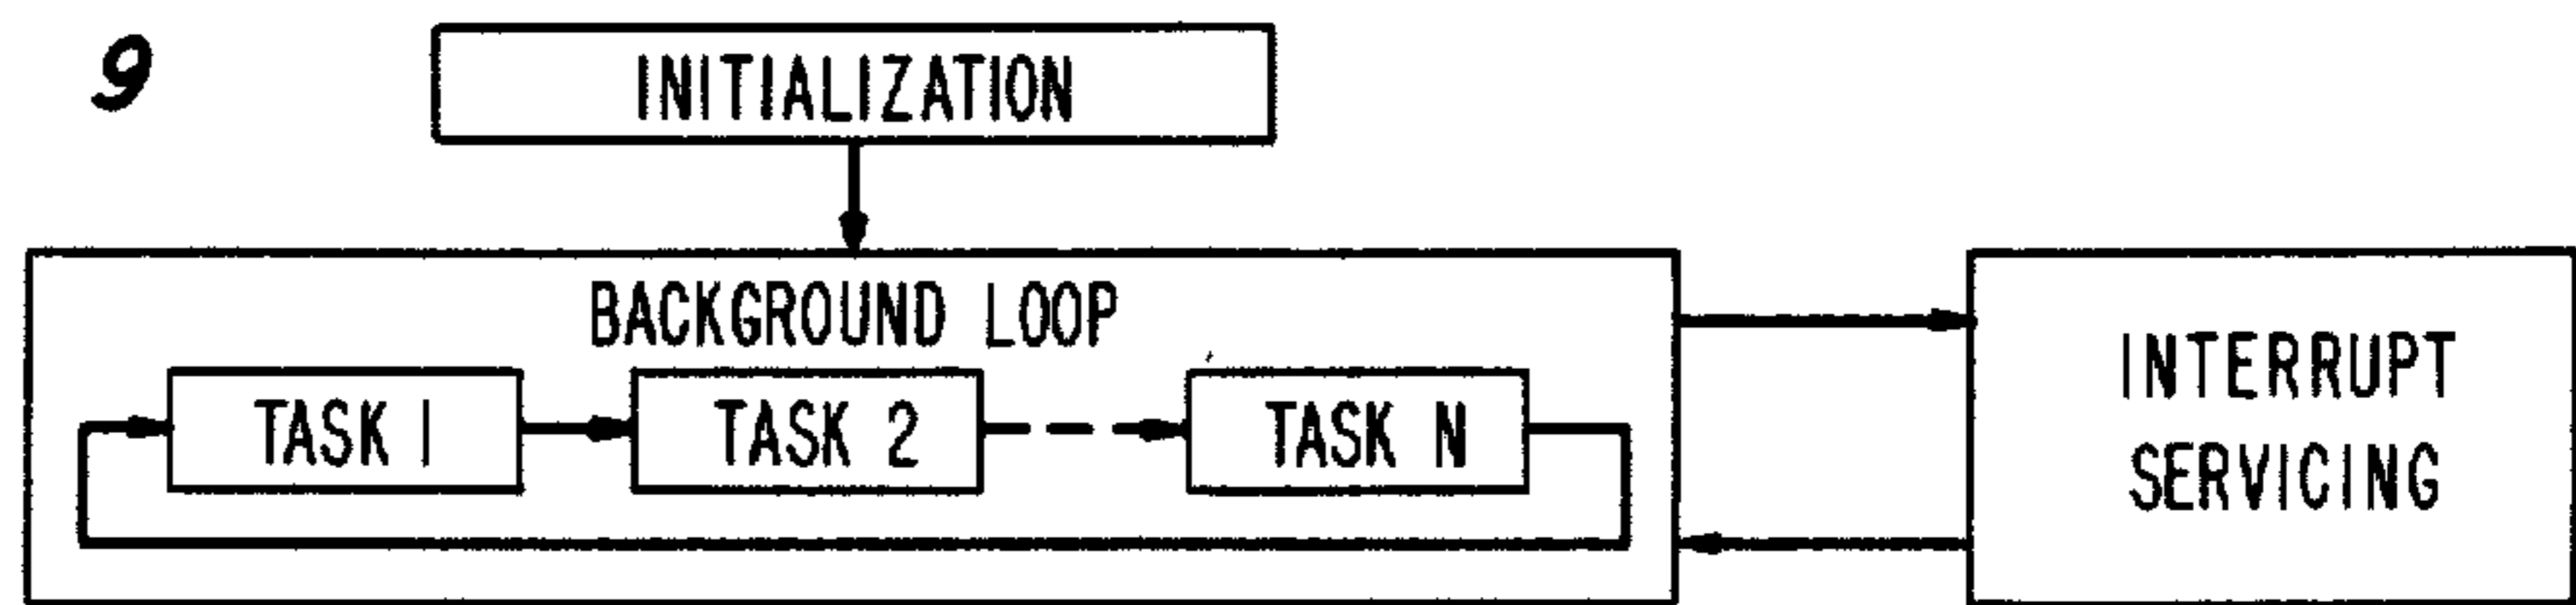 9
INITIALIZATION
BACKGROUND LOOP
TASK 1
TASK 2
TASK N
INTERRUPT
SERVICING